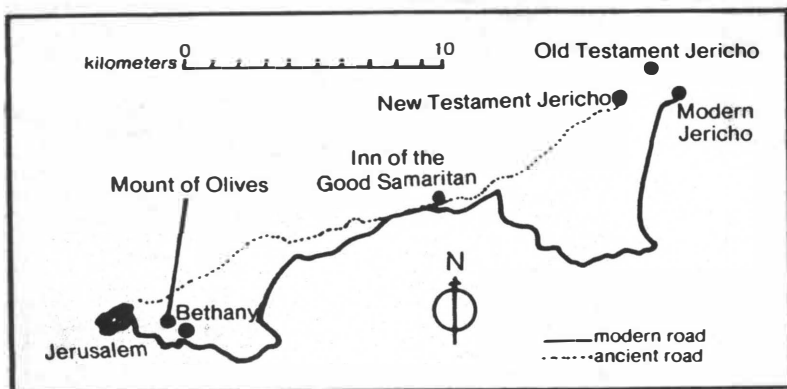 0 10
kilometers
Old Testament Jericho
New Testament Jericho
Modern
Jericho
Inn of the
Good Samaritan
Mount of Olives
N
Bethany
Jerusalem
modern road
ancient road